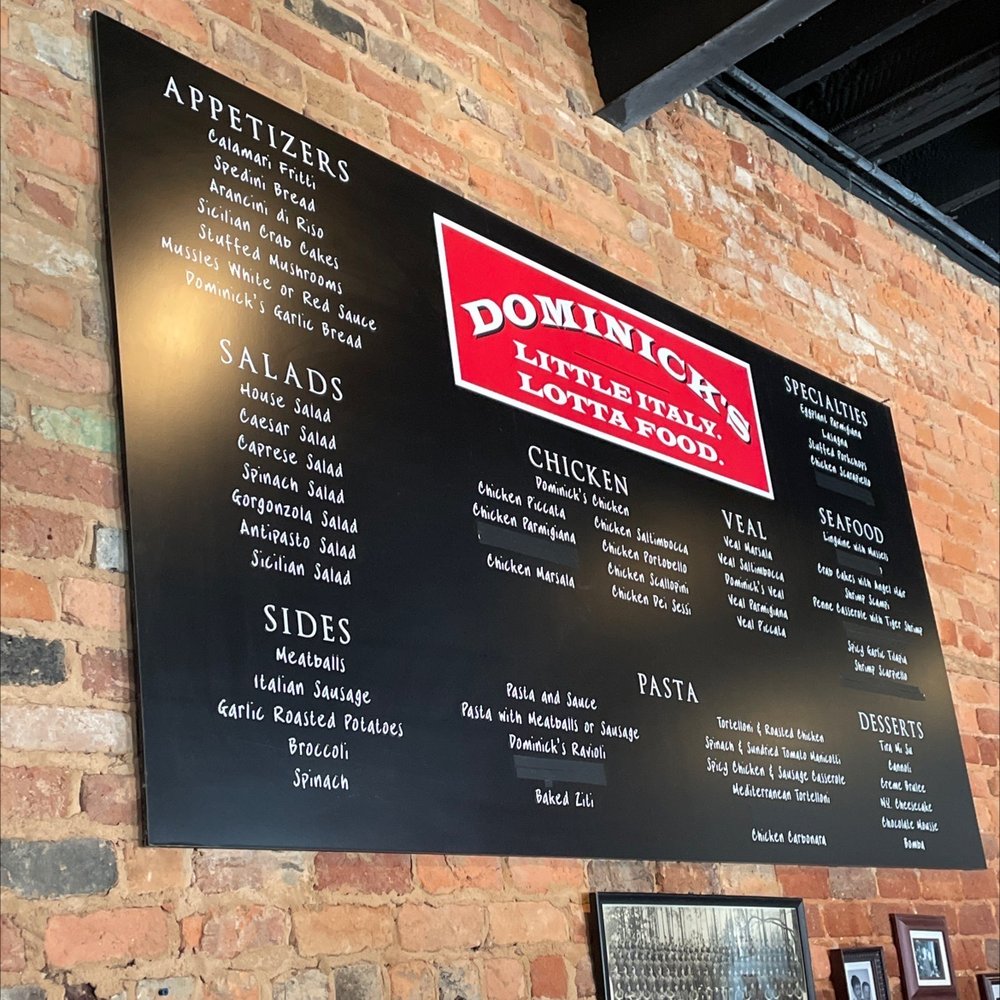 APPETIZERS
Calamari Fritti
Spedini Bread
Arancini di Riso
Sicilian Crab Cakes
Stuffed Mushrooms
Mussles White or Red Sauce
Dominick's Garlic Bread
SALADS
House Salad
Caesar Salad
Caprese Salad
Spinach Salad
Gorgonzola Salad
Antipasto Salad
Sicilian Salad
SIDES
Meatballs
Italian Sausage
Garlic Roasted Potatoes
Broccoli
Spinach
DOMINICK'S
LITTLE ITALY.
LOTTA FOOD.
CHICKEN
Dominick's Chicken
Chicken Piccata
Chicken Parmigiana
Chicken Marsala
Chicken Saltimbocca
Chicken Portobello
Chicken Scallopini
Chicken Dei Sessi
VEAL
Veal Marsala
Veal Saltimbocca
Dominick's Veal
Veal Parmigiana
Veal Piccata
PASTA
Pasta and Sauce
Pasta with Meatballs or Sausage
Dominick's Ravioli
Baked Ziti
Tortelloni & Roasted Chicken
Spinach & Sundried Tomato Manicotti
Spicy Chicken & Sausage Casserole
Mediterranean Tortelloni
Chicken Carbonara
SPECIALTIES
Eggplant Parmigiana
Lasagna
Stuffed Porkchops
Chicken Scarpiello
SEAFOOD
Linguine with Mussels
Crab Cakes with Angel Hair
Shrimp Scampi
Penne Casserole with Tiger Shrimp
Spicy Garlic Tilapia
Shrimp Scarpiello
DESSERTS
Tira Mi Su
Cannoli
Creme Brulee
N.Y. Cheesecake
Chocolate Mousse
Bomba